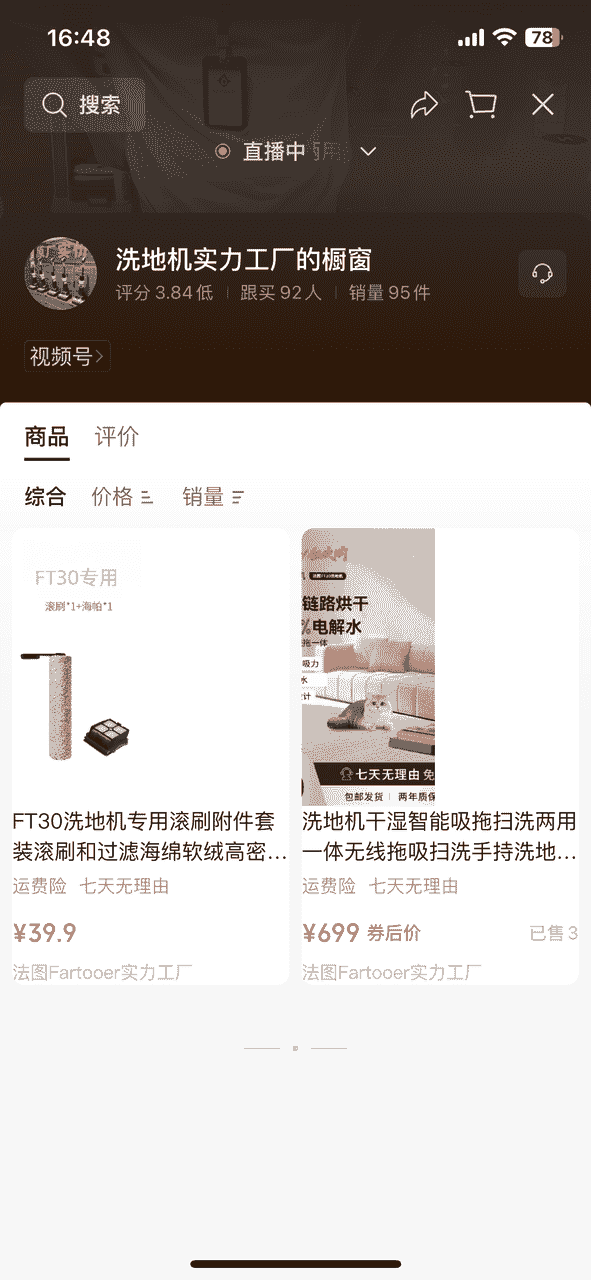 16:48
78
搜索
直播中
洗地机实力工厂的橱窗
评分 3.84 低 跟买 92 人 销量 95 件
视频号
商品 评价
综合 价格 销量
FT30专用
滚刷*1+海帕*1
链路烘干
%电解水
拖一体
吸力
水
计
七天无理由 免
包邮发货 两年质保
FT30洗地机专用滚刷附件套
装滚刷和过滤海绵软绒高密...
运费险 七天无理由
¥39.9
法图Fartooer实力工厂
洗地机干湿智能吸拖扫洗两用
一体无线拖吸扫洗手持洗地...
运费险 七天无理由
¥699 券后价 已售 3
法图Fartooer实力工厂